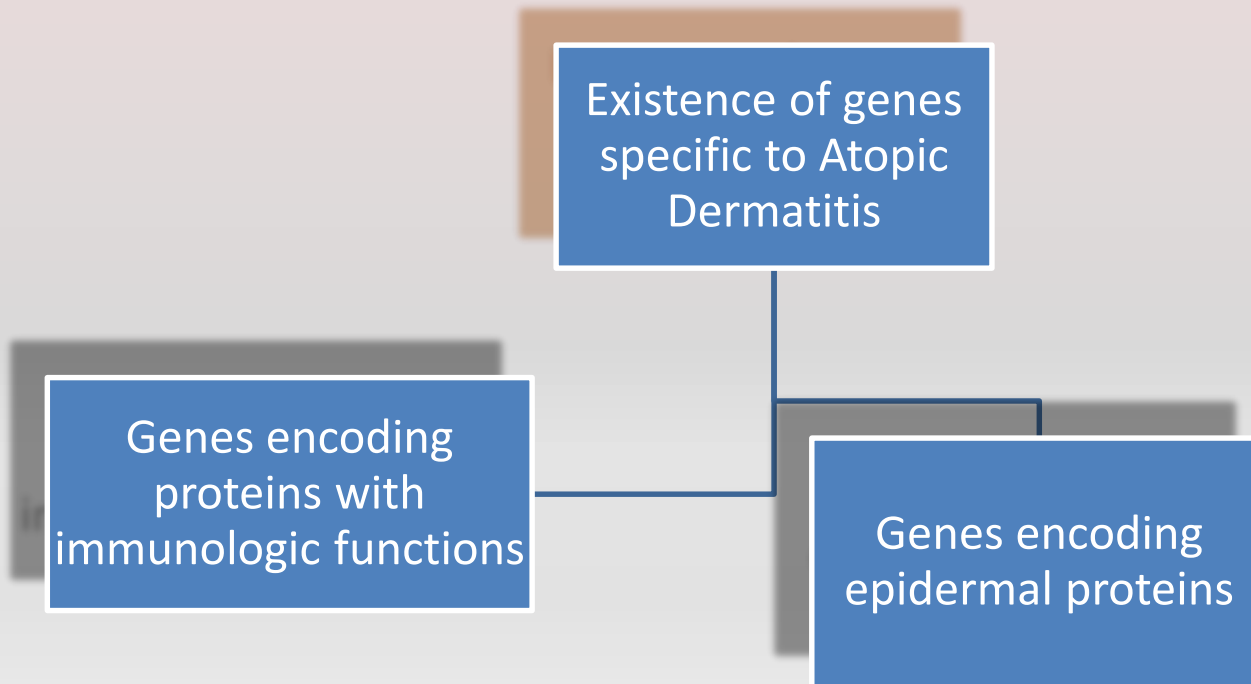 Existence of genes
specific to Atopic
Dermatitis
Genes encoding
proteins with
immunologic functions
Genes encoding
epidermal proteins